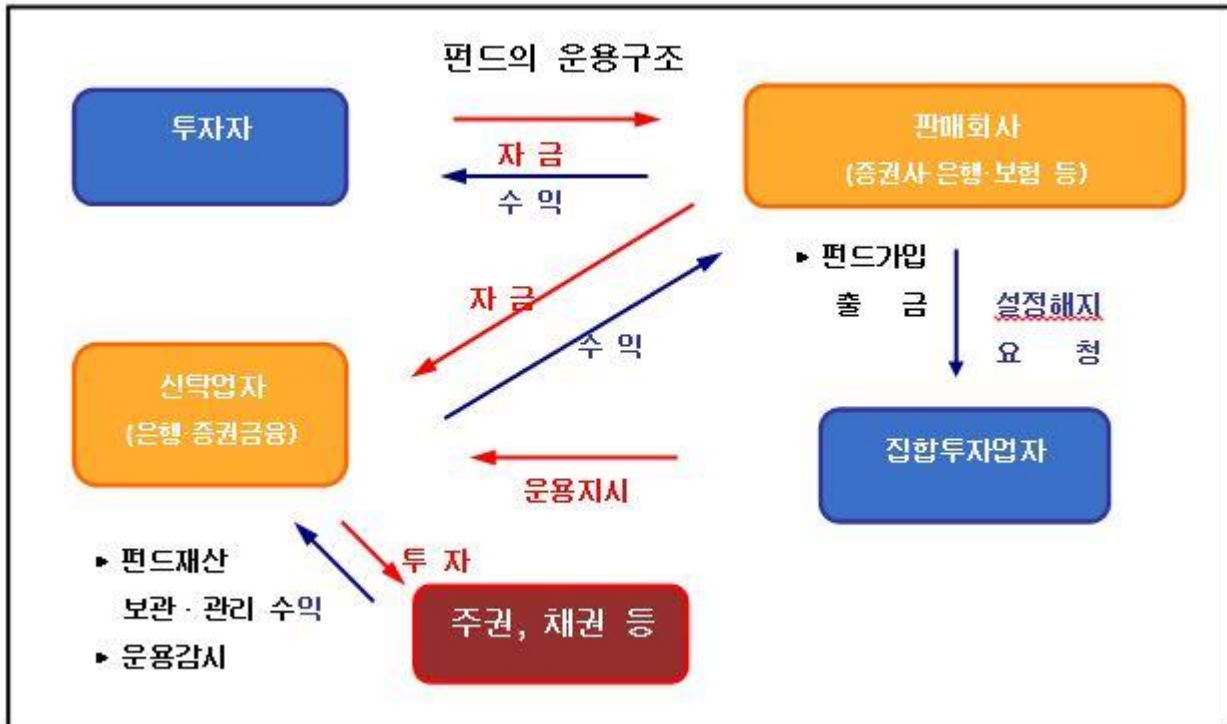 펀드의 운용구조
투자자
자 금
수 익
판매회사
(증권사·은행·보험 등)
▸ 펀드가입
출 금
설정해지
요 청
자 금
수 익
신탁업자
(은행·증권금융)
집합투자업자
운용지시
▸ 펀드재산
보관·관리 수익
▸ 운용감시
투 자
주권, 채권 등